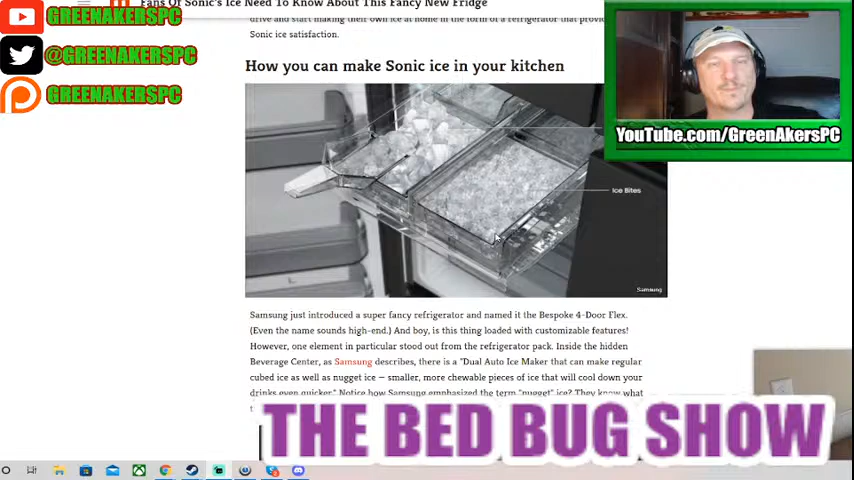 Fans Of Sonic's Ice Need To Know About This Fancy New Fridge
GREENAKERSPC
@GREENAKERSPC
GREENAKERSPC
drive and start making their own ice at home in the form of a refrigerator that
Sonic ice satisfaction.
How you can make Sonic ice in your kitchen
Ice Bites
Samsung
YouTube.com/GreenAkersPC
Samsung just introduced a super fancy refrigerator and named it the Bespoke 4-Door Flex.
(Even the name sounds high-end.) And boy, is this thing loaded with customizable features!
However, one element in particular stood out from the refrigerator pack. Inside the hidden
Beverage Center, as Samsung describes, there is a "Dual Auto Ice Maker that can make regular
cubed ice as well as nugget ice — smaller, more chewable pieces of ice that will cool down your
drinks even quicker." Notice how Samsung emphasized the term "nugget" ice? They know what
THE BED BUG SHOW